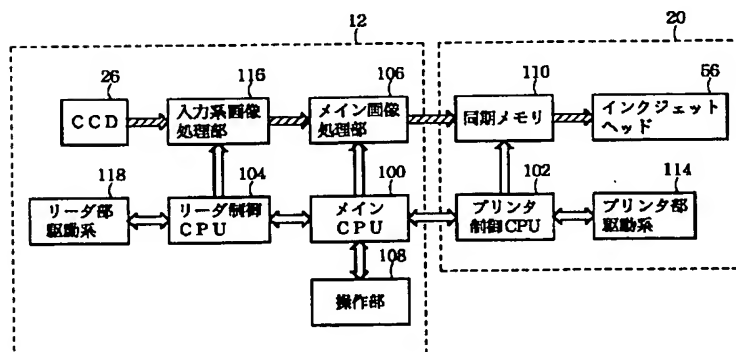 12
20
26
116
106
110
56
CCD
入力系画像
処理部
メイン画像
処理部
同期メモリ
インクジェット
ヘッド
118
104
100
102
114
リーダ部
駆動系
リーダ制御
CPU
メイン
CPU
プリンタ
制御CPU
プリンタ部
駆動系
108
操作部